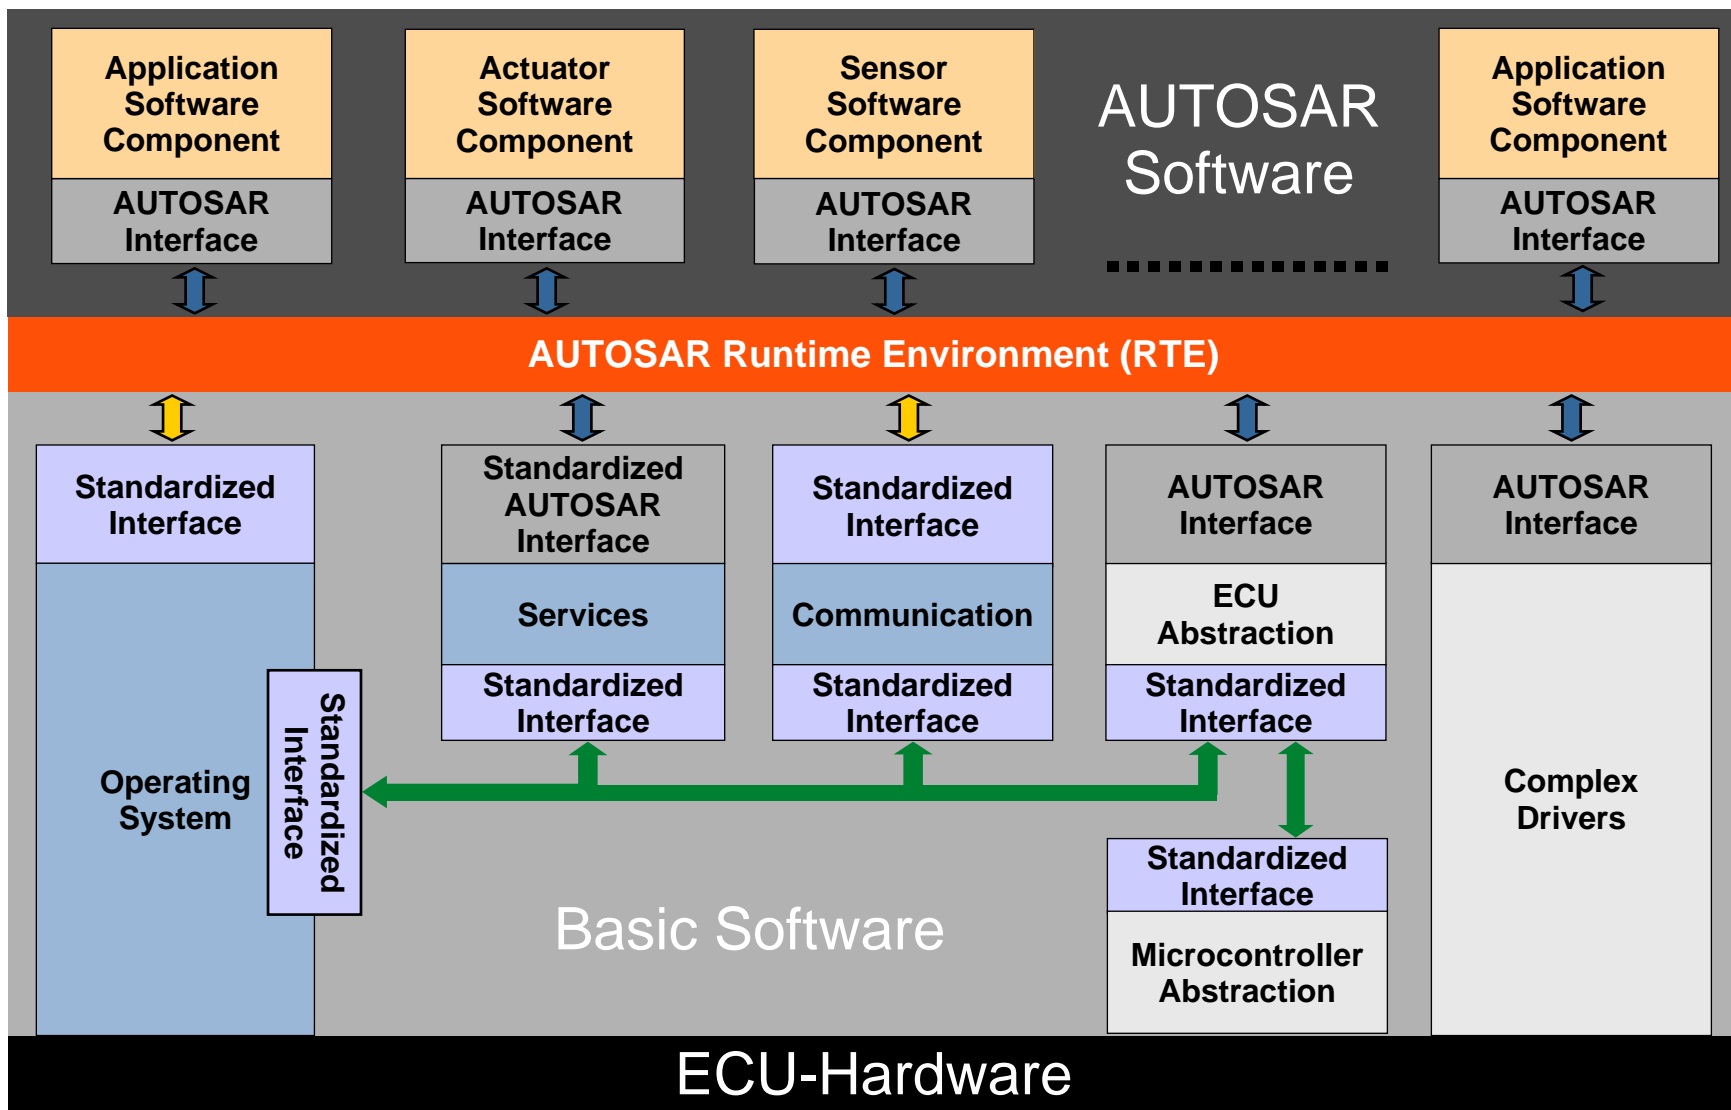 Application
Software
Component
AUTOSAR
Interface
Actuator
Software
Component
AUTOSAR
Interface
Sensor
Software
Component
AUTOSAR
Interface
AUTOSAR
Software
Application
Software
Component
AUTOSAR
Interface
AUTOSAR Runtime Environment (RTE)
Standardized
Interface
Operating
System
Standardized
Interface
Standardized
AUTOSAR
Interface
Services
Standardized
Interface
Standardized
Interface
Communication
Standardized
Interface
AUTOSAR
Interface
ECU
Abstraction
Standardized
Interface
Standardized
Interface
Microcontroller
Abstraction
AUTOSAR
Interface
Complex
Drivers
Basic Software
ECU-Hardware